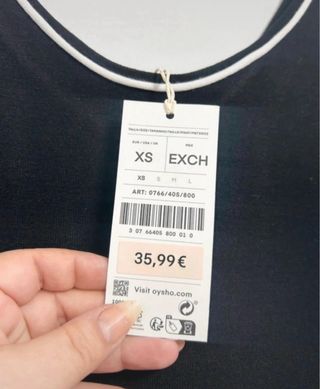 EUR / USA / UK MEX
XS EXCH
XS S M L
ART: 0766/405/800
3 07 66405 800 01 0
35,99€
Visit oysho.com